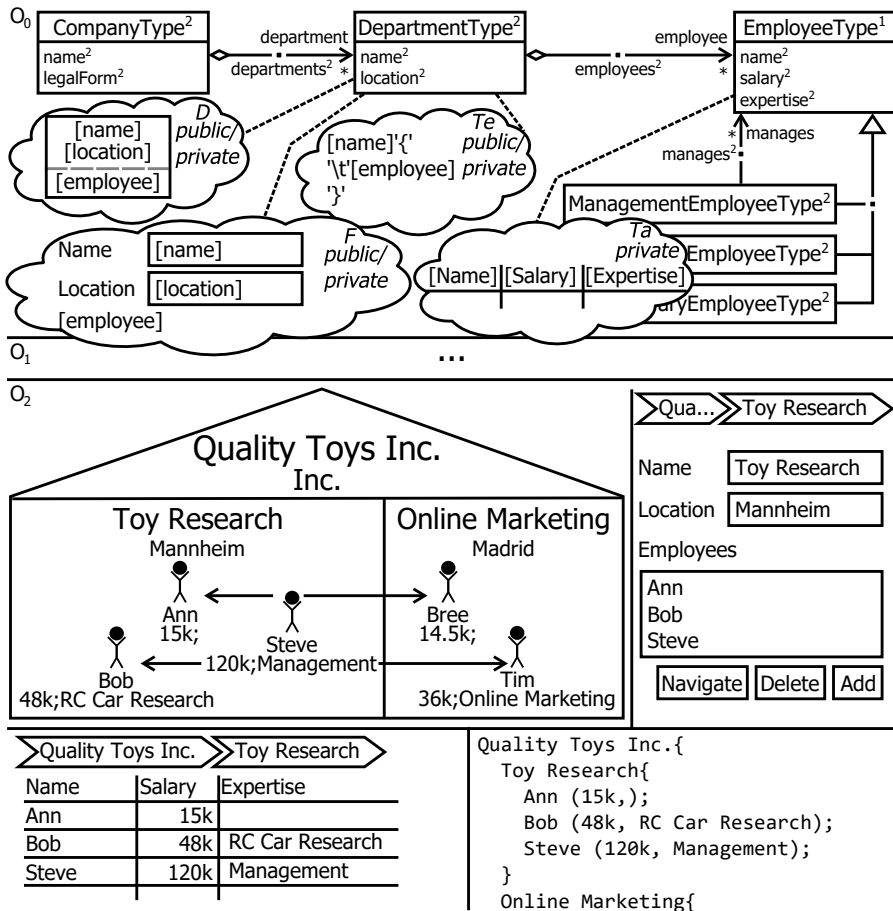 O0
CompanyType2
name2
legalForm2
department
departments2 *
DepartmentType2
name2
location2
employee
employees2 *
EmployeeType1
name2
salary2
expertise2
* manages
manages2
D
public/
private
[name]
[location]
[employee]
Te
public/
private
[name]'{'
'\t'[employee]
'}'
F
public/
private
Name [name]
Location [location]
[employee]
Ta
private
[Name] [Salary] [Expertise]
ManagementEmployeeType2
EmployeeType2
aryEmployeeType2
O1
...
O2
Quality Toys Inc.
Inc.
Toy Research
Mannheim
Online Marketing
Madrid
Ann
15k;
Steve
120k;Management
Bree
14.5k;
Bob
48k;RC Car Research
Tim
36k;Online Marketing
Qua... Toy Research
Name Toy Research
Location Mannheim
Employees
Ann
Bob
Steve
Navigate Delete Add
Quality Toys Inc. Toy Research
Name Salary Expertise
Ann 15k
Bob 48k RC Car Research
Steve 120k Management
Quality Toys Inc.{
Toy Research{
Ann (15k,);
Bob (48k, RC Car Research);
Steve (120k, Management);
}
Online Marketing{